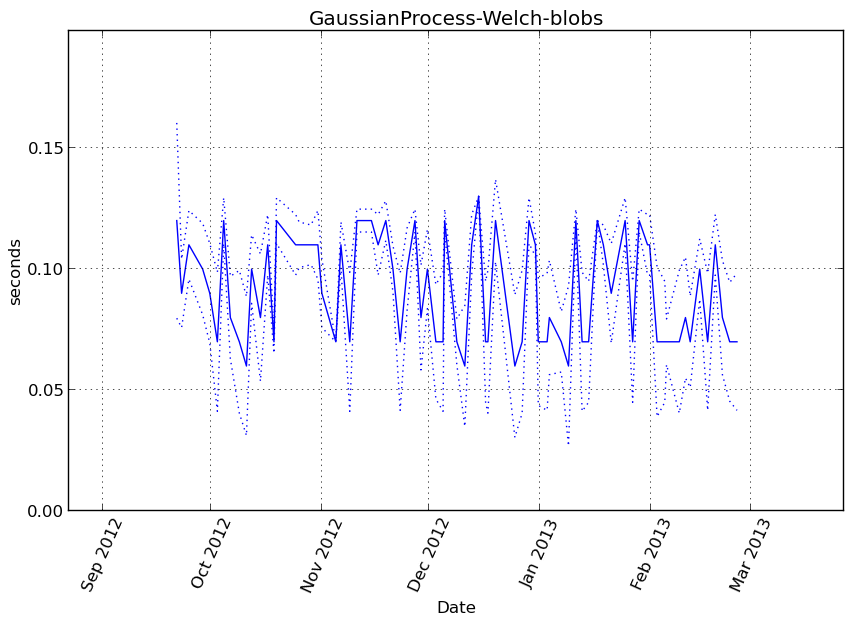 GaussianProcess-Welch-blobs
0.15
0.10
0.05
0.00
seconds
Sep 2012
Oct 2012
Nov 2012
Dec 2012
Jan 2013
Feb 2013
Mar 2013
Date